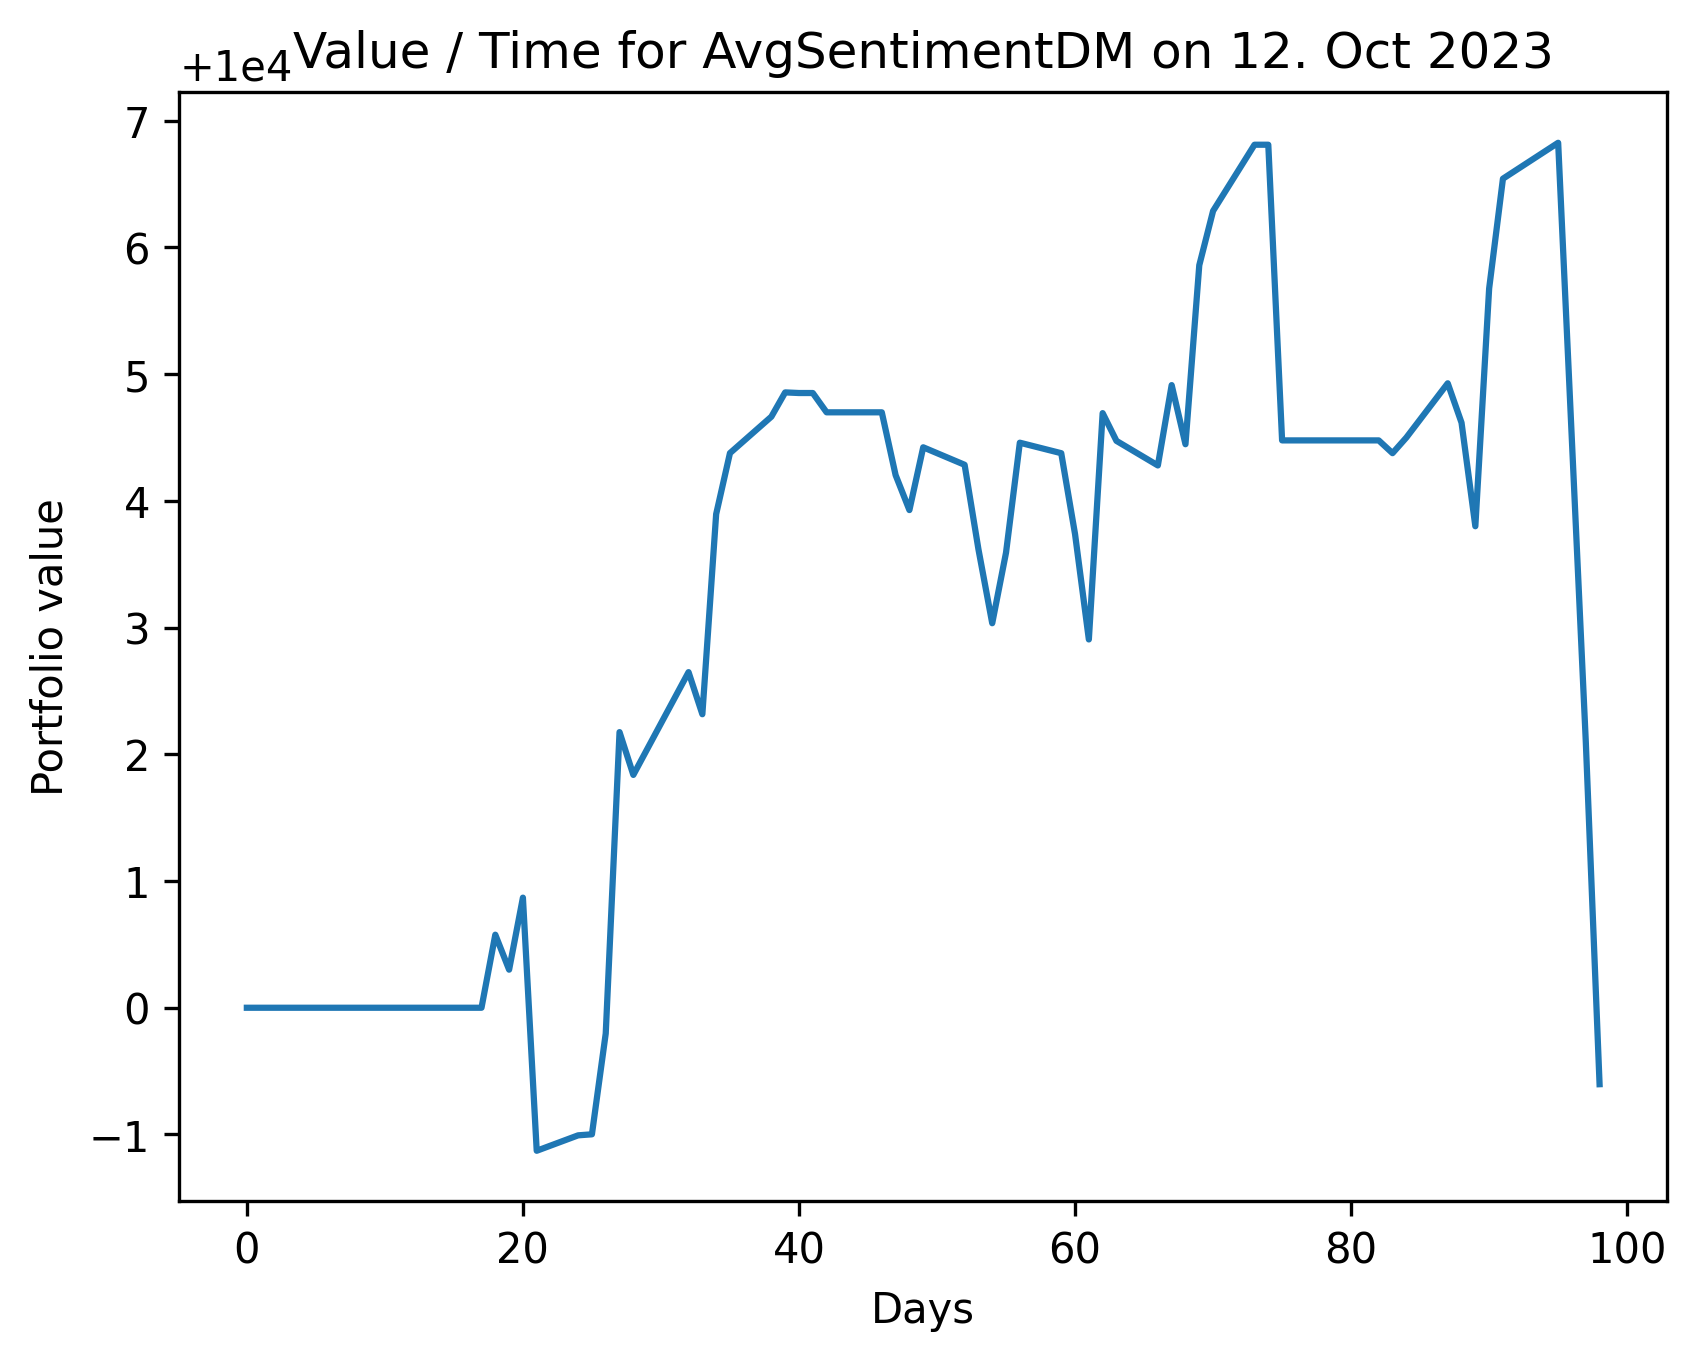 Value / Time for AvgSentimentDM on 12. Oct 2023
+1e4
7
6
5
4
3
2
1
0
−1
Portfolio value
0 20 40 60 80 100
Days